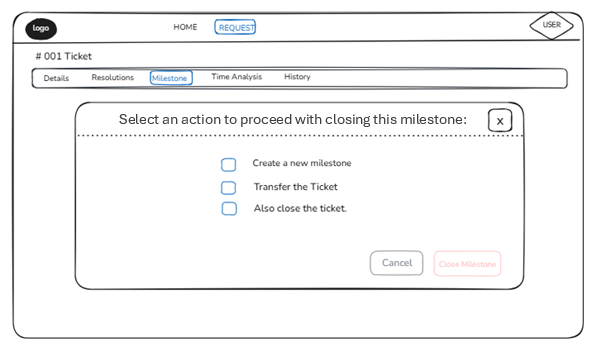 logo
HOME
REQUEST
USER
# 001 Ticket
Details
Resolutions
Milestone
Time Analysis
History
Select an action to proceed with closing this milestone:
x
Create a new milestone
Transfer the Ticket
Also close the ticket.
Cancel
Close Milestone